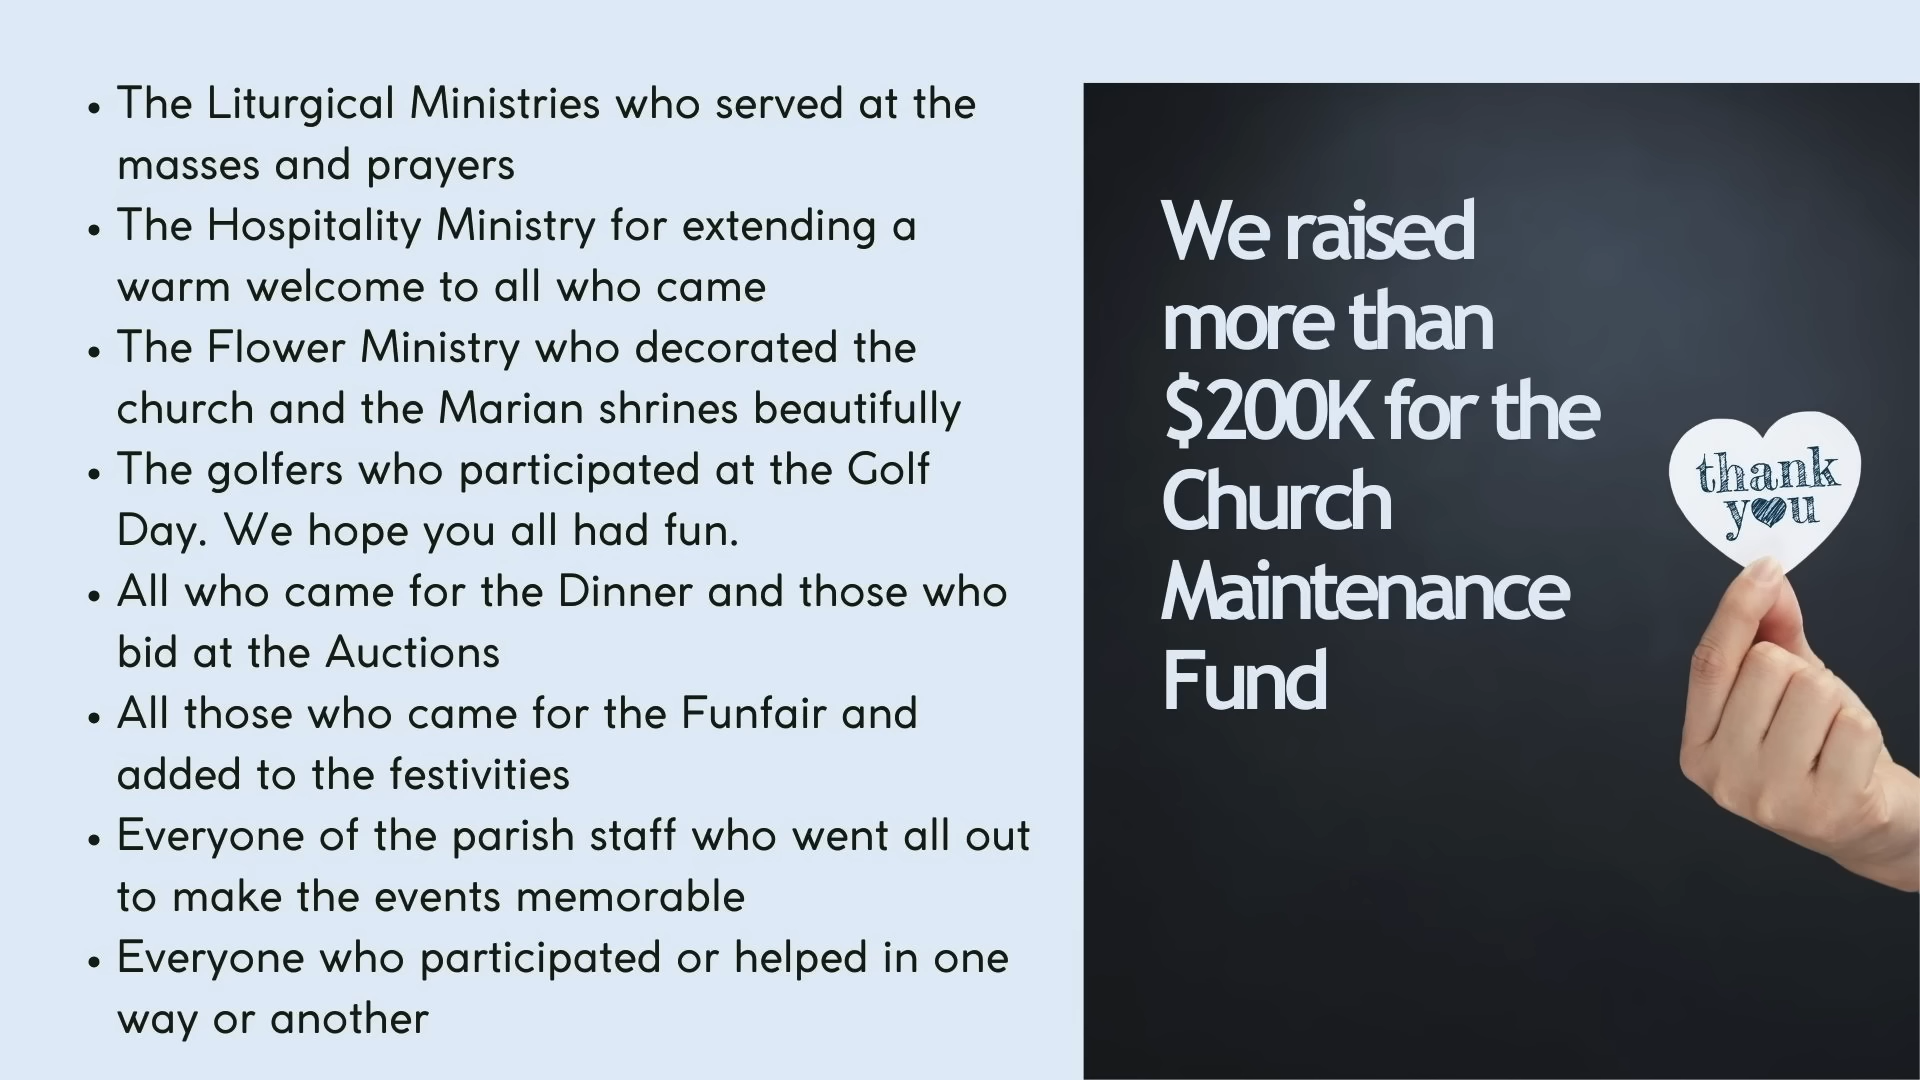 • The Liturgical Ministries who served at the
masses and prayers
• The Hospitality Ministry for extending a
warm welcome to all who came
• The Flower Ministry who decorated the
church and the Marian shrines beautifully
• The golfers who participated at the Golf
Day. We hope you all had fun.
• All who came for the Dinner and those who
bid at the Auctions
• All those who came for the Funfair and
added to the festivities
• Everyone of the parish staff who went all out
to make the events memorable
• Everyone who participated or helped in one
way or another
We raised
more than
$200K for the
Church
Maintenance
Fund
thank
you